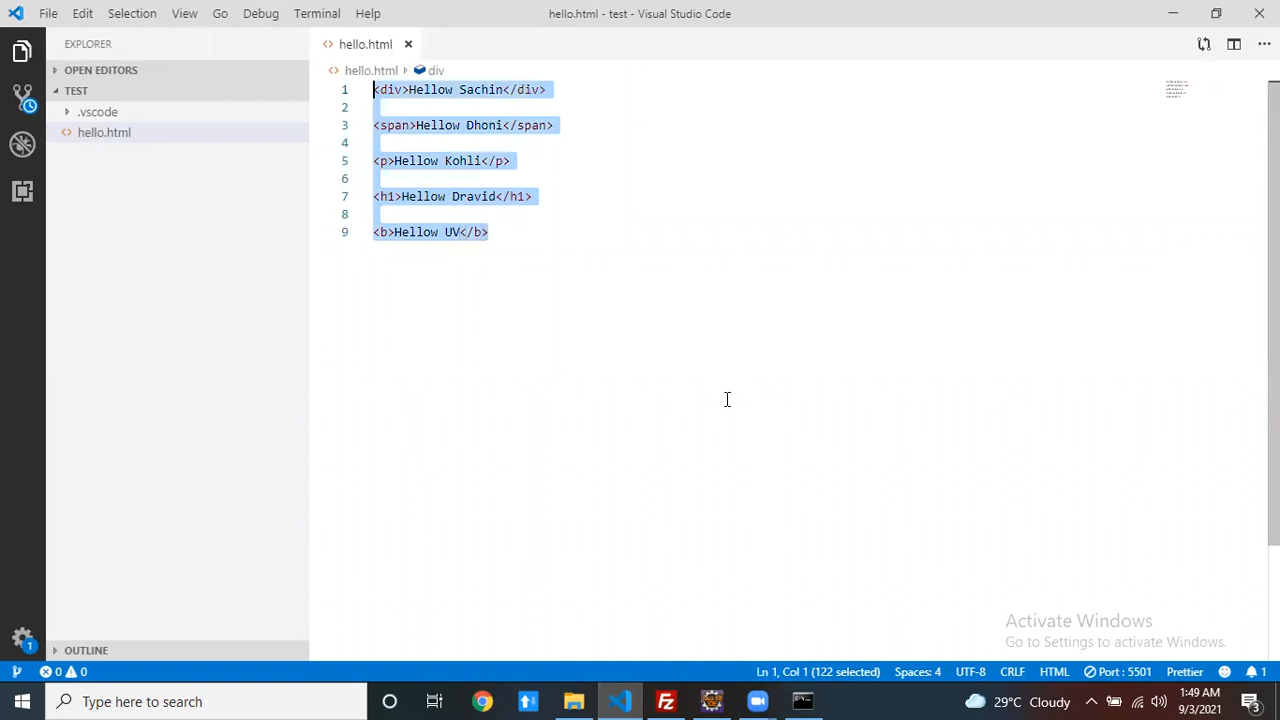 File Edit Selection View Go Debug Terminal Help
hello.html - test - Visual Studio Code
EXPLORER
hello.html
OPEN EDITORS
hello.html div
TEST
.vscode
hello.html
1 <div>Hellow Sachin</div>
2
3 <span>Hellow Dhoni</span>
4
5 <p>Hellow Kohli</p>
6
7 <h1>Hellow Dravid</h1>
8
9 <b>Hellow UV</b>
Activate Windows
Go to Settings to activate Windows.
OUTLINE
1
0 0
Ln 1, Col 1 (122 selected) Spaces: 4 UTF-8 CRLF HTML Port : 5501 Prettier 1
Type here to search
29°C Cloudy
1:49 AM
9/3/2021
3